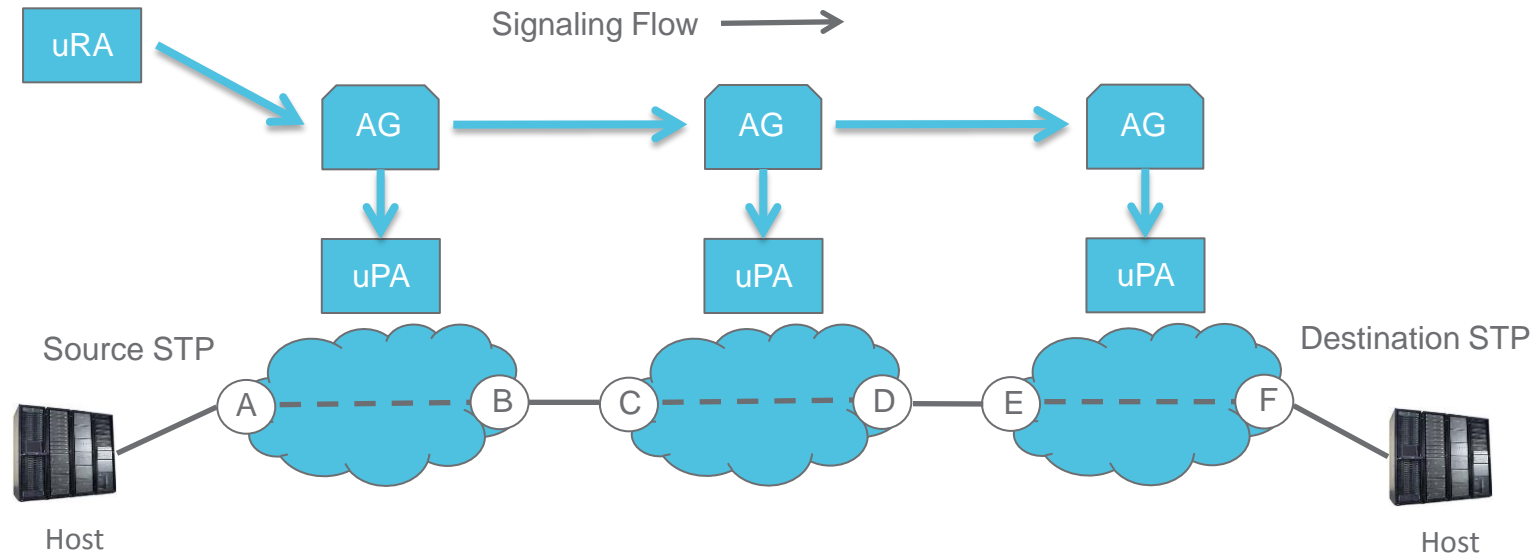 Signaling Flow
uRA
AG
AG
AG
uPA
uPA
uPA
Source STP
Destination STP
A
B
C
D
E
F
Host
Host